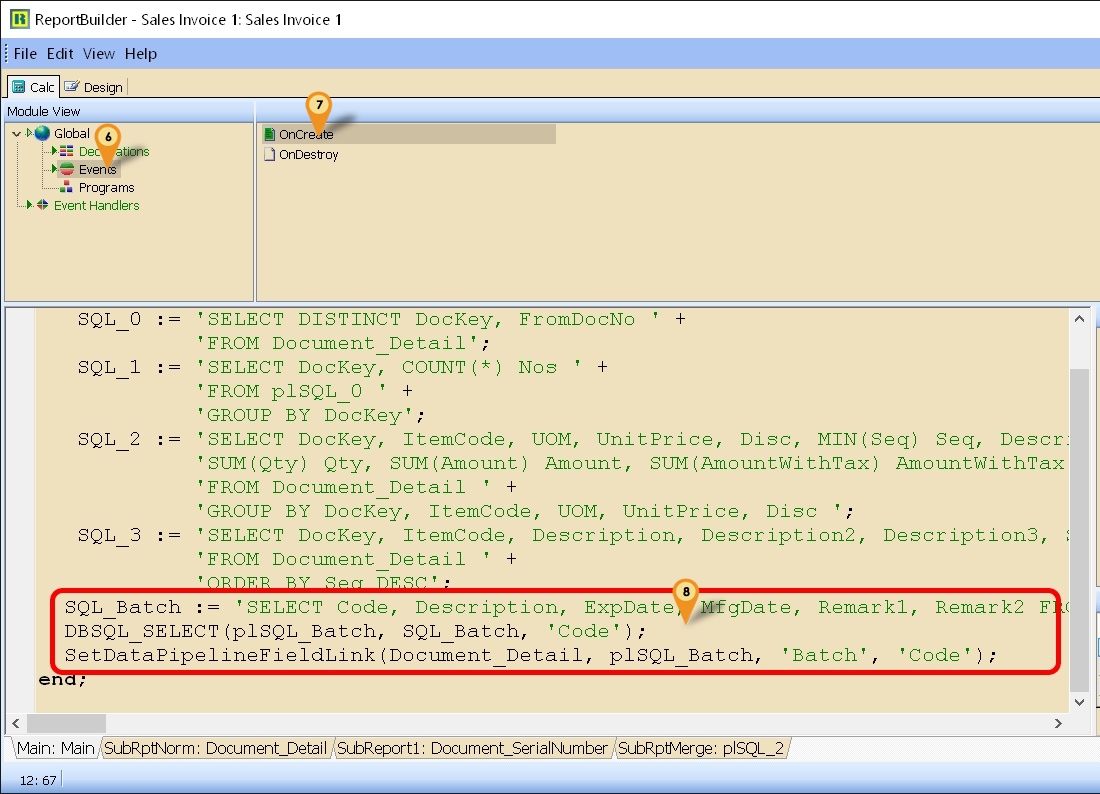 ReportBuilder - Sales Invoice 1: Sales Invoice 1
File Edit View Help
Calc Design
Module View
Global
Events
Programs
Event Handlers
6
7
OnCreate
OnDestroy
SQL_0 := 'SELECT DISTINCT DocKey, FromDocNo ' +
'FROM Document_Detail';
SQL_1 := 'SELECT DocKey, COUNT(*) Nos ' +
'FROM plSQL_0 ' +
'GROUP BY DocKey';
SQL_2 := 'SELECT DocKey, ItemCode, UOM, UnitPrice, Disc, MIN(Seq) Seq, Descri
'SUM(Qty) Qty, SUM(Amount) Amount, SUM(AmountWithTax) AmountWithTax
'FROM Document_Detail ' +
'GROUP BY DocKey, ItemCode, UOM, UnitPrice, Disc ';
SQL_3 := 'SELECT DocKey, ItemCode, Description, Description2, Description3,
'FROM Document_Detail ' +
'ORDER BY Seq DESC';
8
SQL_Batch := 'SELECT Code, Description, ExpDate, MfgDate, Remark1, Remark2 FRO
DBSQL_SELECT(plSQL_Batch, SQL_Batch, 'Code');
SetDataPipelineFieldLink(Document_Detail, plSQL_Batch, 'Batch', 'Code');
end;
Main: Main SubRptNorm: Document_Detail SubReport1: Document_SerialNumber SubRptMerge: plSQL_2
12: 67